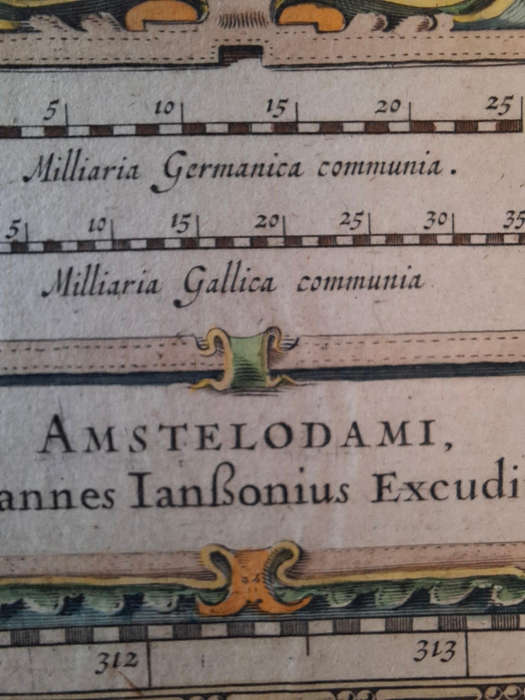 5 10 15 20 25
Milliaria Germanica communia.
5 10 15 20 25 30 35
Milliaria Gallica communia
AMSTELODAMI,
annes Ianßonius Excudi
312 313